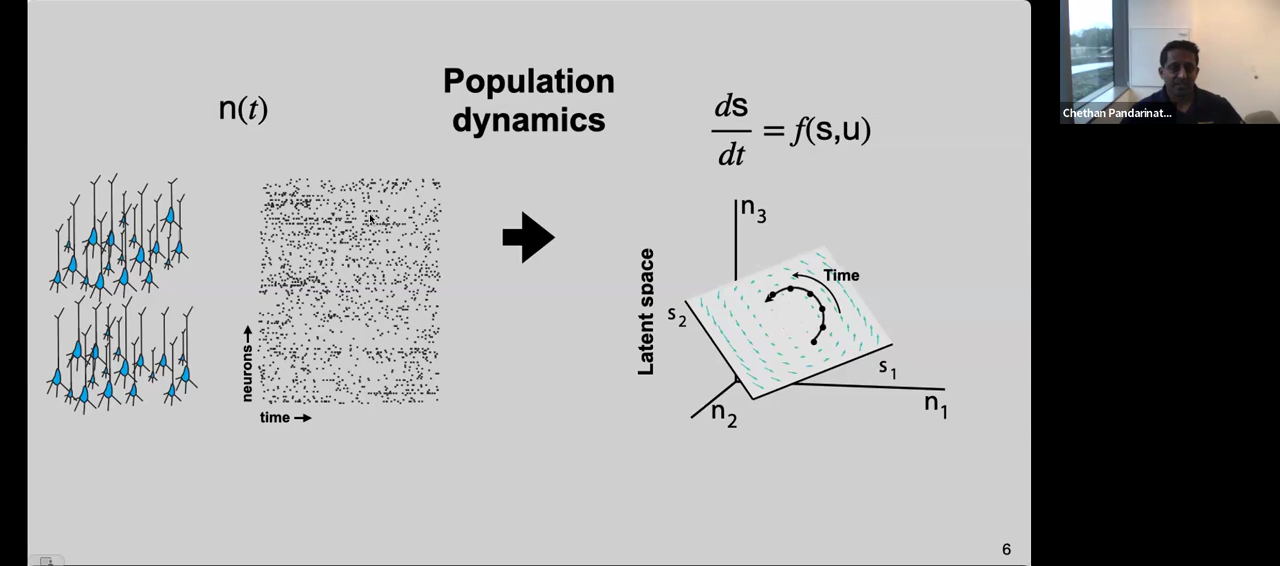 Population
dynamics
n(t)
ds
dt
= f(s,u)
neurons
time
Latent space
n3
Time
s2
s1
n2
n1
6
Chethan Pandarinat...